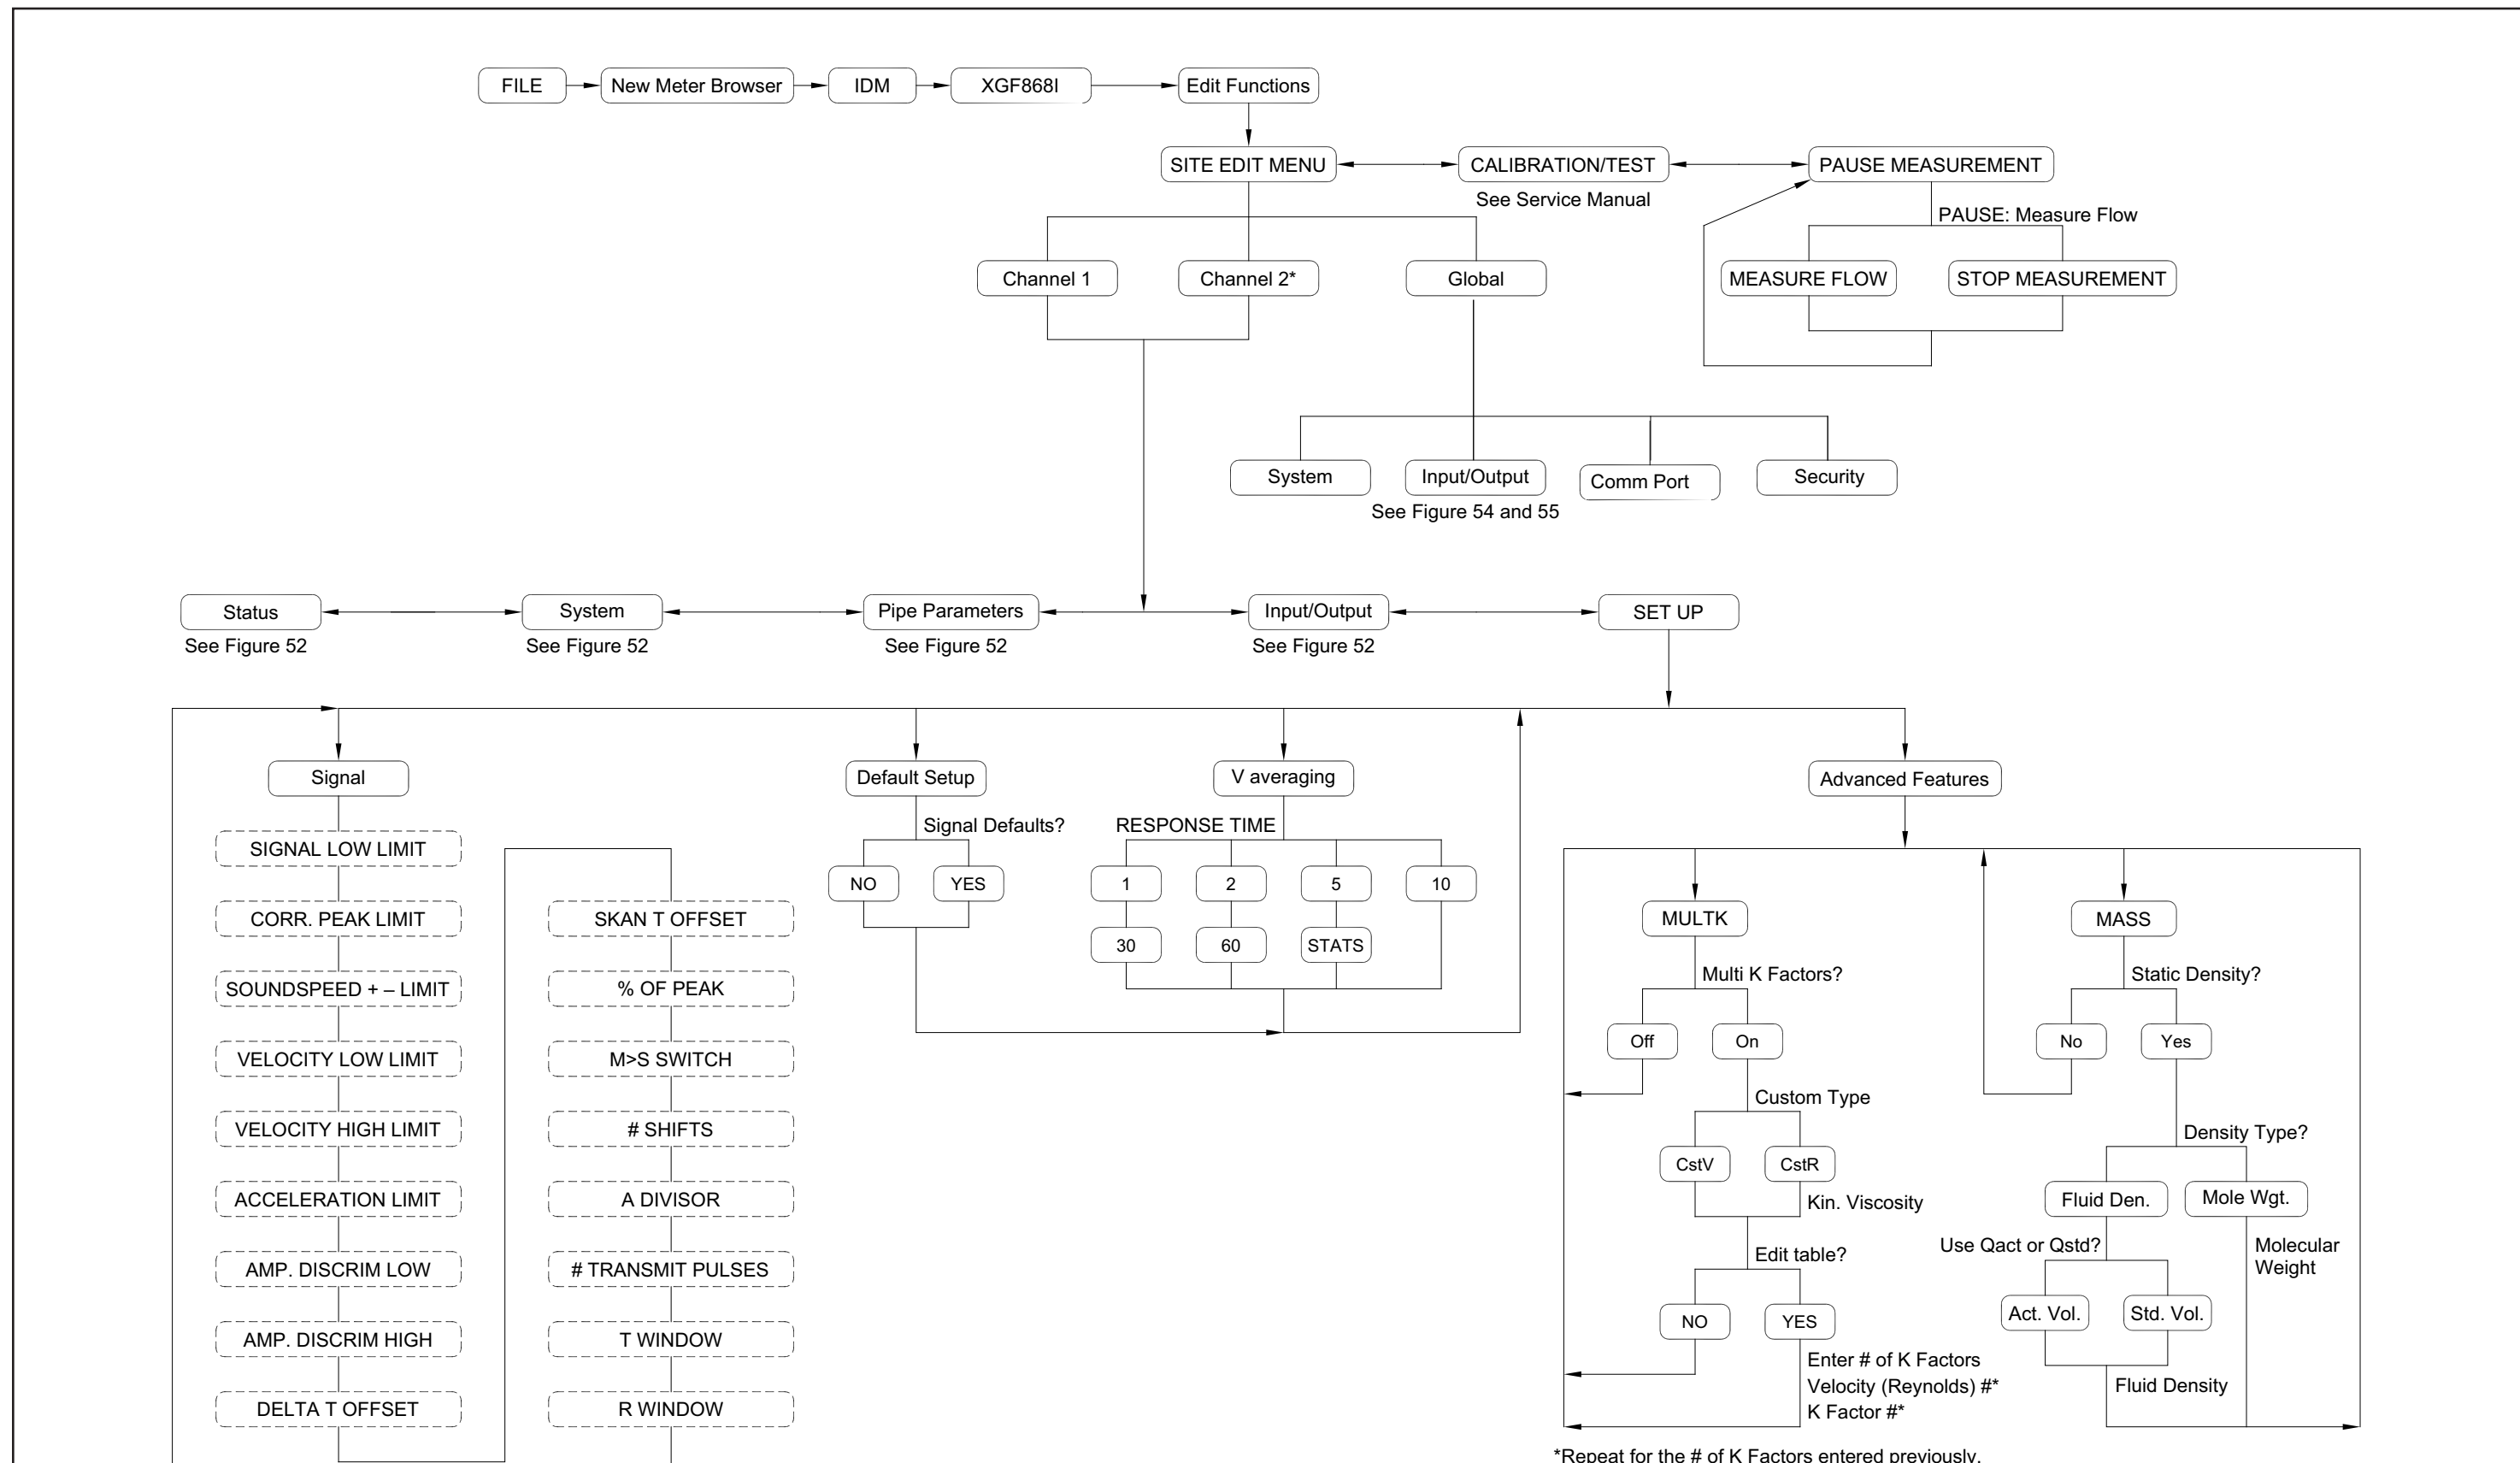 FILE
New Meter Browser
IDM
XGF868I
Edit Functions
SITE EDIT MENU
CALIBRATION/TEST
PAUSE MEASUREMENT
See Service Manual
PAUSE: Measure Flow
Channel 1
Channel 2*
Global
MEASURE FLOW
STOP MEASUREMENT
System
Input/Output
Comm Port
Security
See Figure 54 and 55
Status
System
Pipe Parameters
Input/Output
SET UP
See Figure 52
See Figure 52
See Figure 52
See Figure 52
Signal
SIGNAL LOW LIMIT
CORR. PEAK LIMIT
SOUNDSPEED + – LIMIT
VELOCITY LOW LIMIT
VELOCITY HIGH LIMIT
ACCELERATION LIMIT
AMP. DISCRIM LOW
AMP. DISCRIM HIGH
DELTA T OFFSET
SKAN T OFFSET
% OF PEAK
M>S SWITCH
# SHIFTS
A DIVISOR
# TRANSMIT PULSES
T WINDOW
R WINDOW
Default Setup
Signal Defaults?
NO
YES
V averaging
RESPONSE TIME
1
2
5
10
30
60
STATS
Advanced Features
MULTK
Multi K Factors?
Off
On
Custom Type
CstV
CstR
Kin. Viscosity
Edit table?
NO
YES
Enter # of K Factors
Velocity (Reynolds) #*
K Factor #*
MASS
Static Density?
No
Yes
Density Type?
Fluid Den.
Mole Wgt.
Use Qact or Qstd?
Molecular
Weight
Act. Vol.
Std. Vol.
Fluid Density
*Repeat for the # of K Factors entered previously.